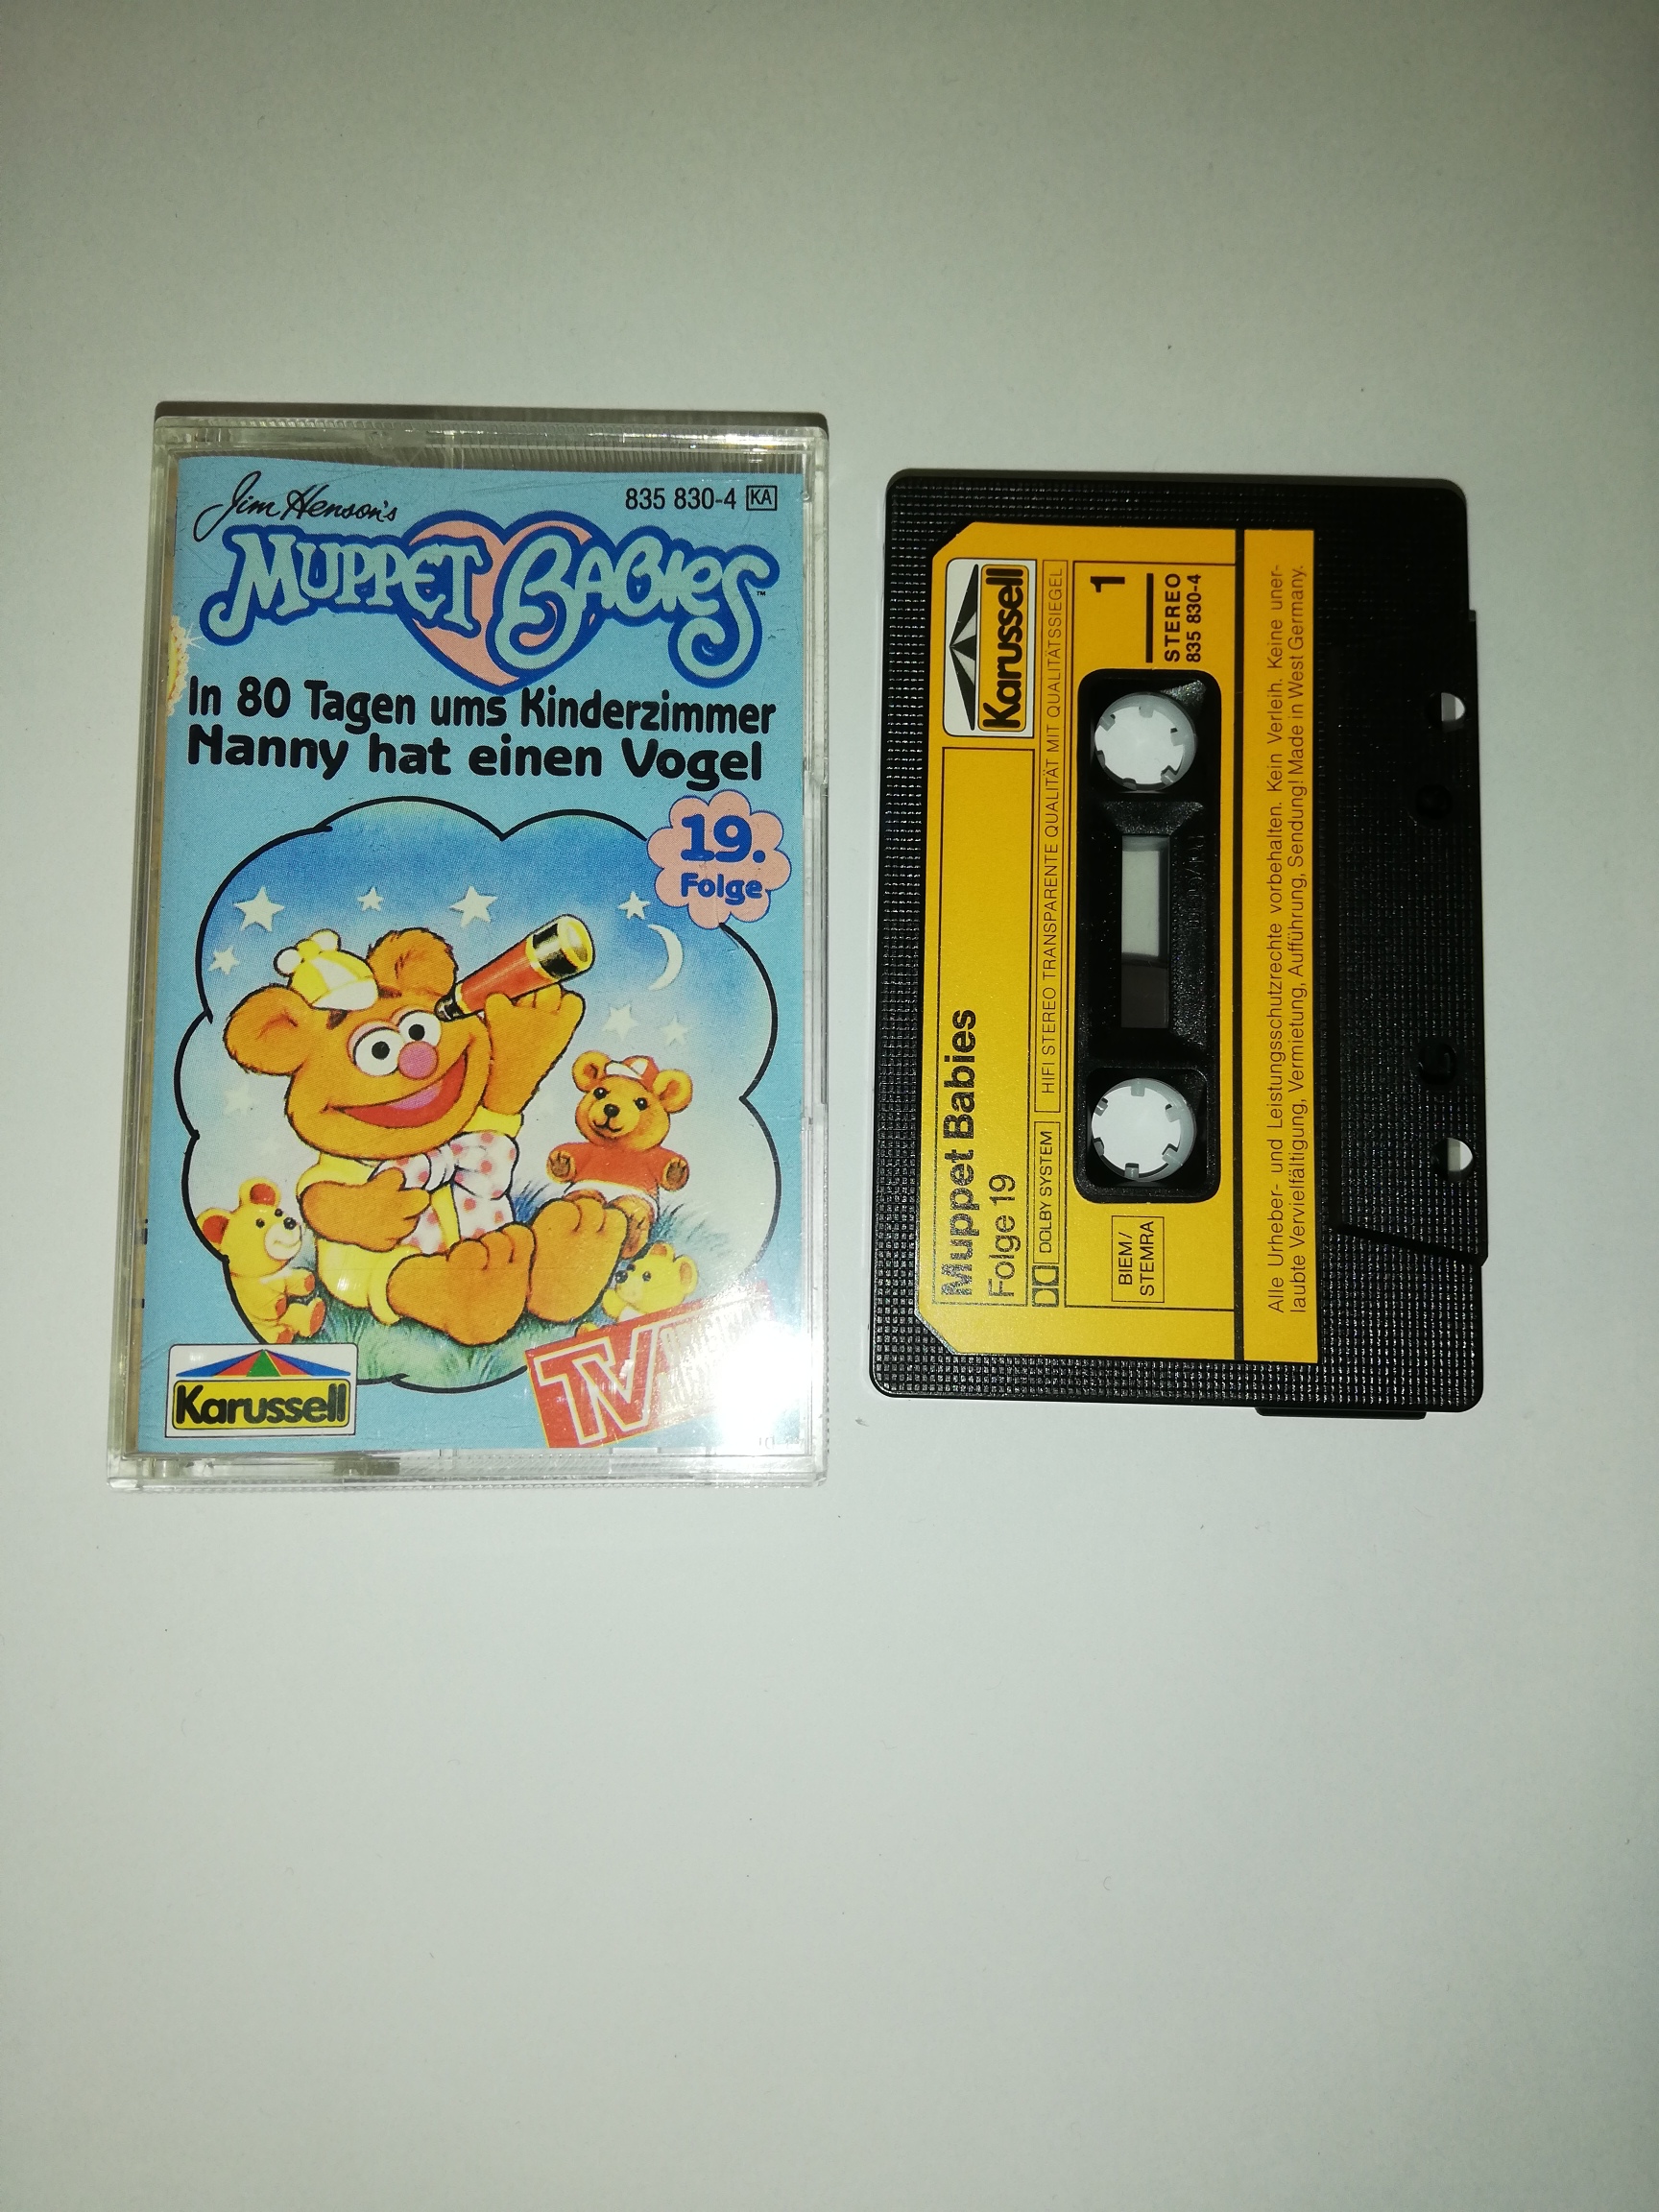 Jim Henson's
835 830-4 KA
MUPPET BABIES™
In 80 Tagen ums Kinderzimmer
Nanny hat einen Vogel
19.
Folge
TV
Karussell
Karussell
Muppet Babies
Folge 19
DOLBY SYSTEM HIFI STEREO TRANSPARENTE QUALITÄT MIT QUALITÄTSSIEGEL
BIEM/
STEMRA
1
STEREO
835 830-4
Alle Urheber- und Leistungsschutzrechte vorbehalten. Kein Verleih. Keine uner-
laubte Vervielfältigung, Vermietung, Aufführung, Sendung! Made in West Germany.